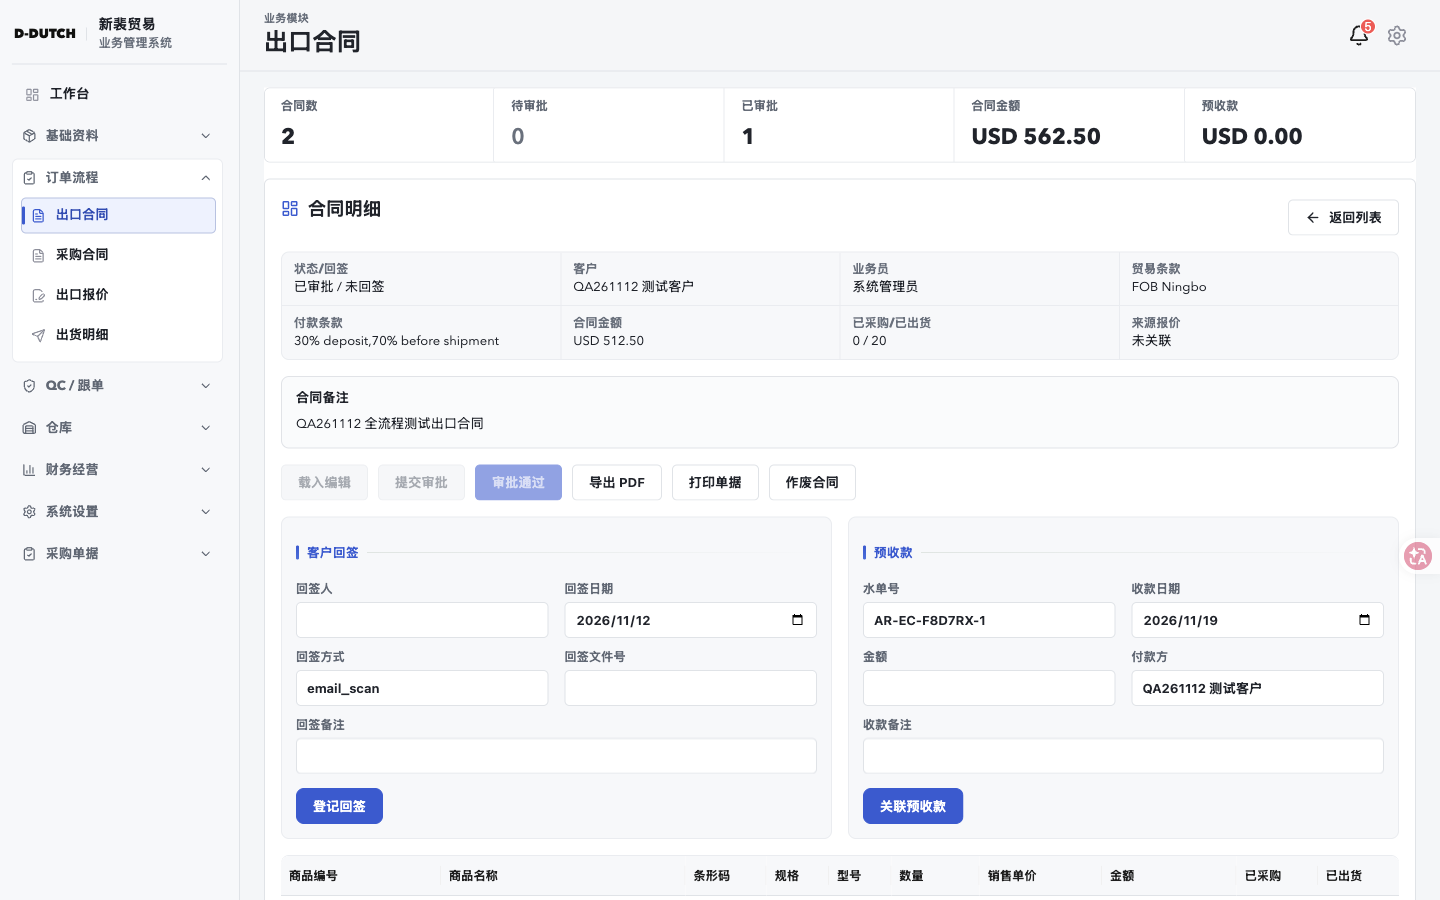 D-DUTCH
新裴贸易
业务管理系统
工作台
基础资料
订单流程
出口合同
采购合同
出口报价
出货明细
QC / 跟单
仓库
财务经营
系统设置
采购单据
业务模块
出口合同
5
合同数
2
待审批
0
已审批
1
合同金额
USD 562.50
预收款
USD 0.00
合同明细
返回列表
状态/回签
已审批 / 未回签
客户
QA261112 测试客户
业务员
系统管理员
贸易条款
FOB Ningbo
付款条款
30% deposit,70% before shipment
合同金额
USD 512.50
已采购/已出货
0 / 20
来源报价
未关联
合同备注
QA261112 全流程测试出口合同
载入编辑
提交审批
审批通过
导出 PDF
打印单据
作废合同
客户回签
回签人
回签日期
2026/11/12
回签方式
email_scan
回签文件号
回签备注
登记回签
预收款
水单号
AR-EC-F8D7RX-1
收款日期
2026/11/19
金额
付款方
QA261112 测试客户
收款备注
关联预收款
商品编号 商品名称 条形码 规格 型号 数量 销售单价 金额 已采购 已出货